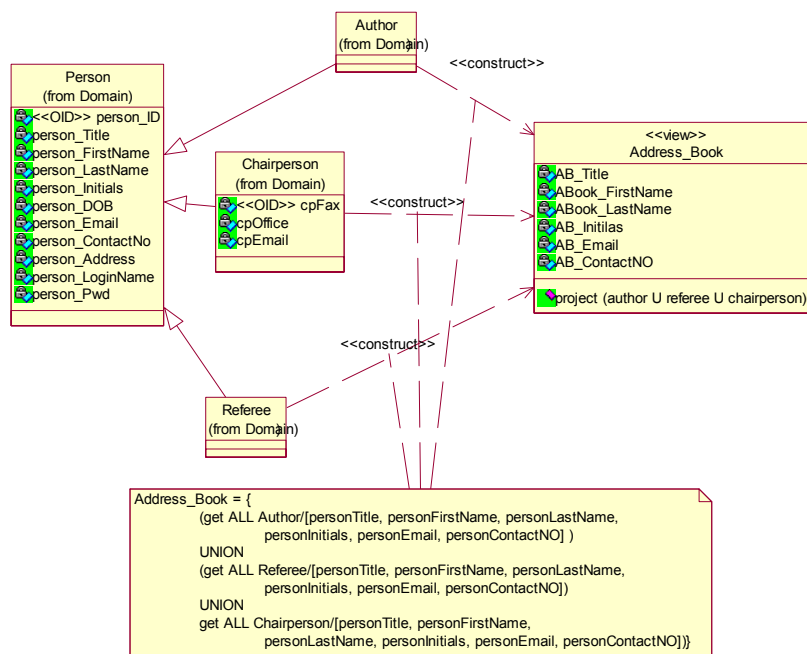 Author
(from Domain)
<<construct>>
Person
(from Domain)
<<OID>> person_ID
person_Title
person_FirstName
person_LastName
person_Initials
person_DOB
person_Email
person_ContactNo
person_Address
person_LoginName
person_Pwd
Chairperson
(from Domain)
<<OID>> cpFax
cpOffice
cpEmail
<<construct>>
<<view>>
Address_Book
AB_Title
ABook_FirstName
ABook_LastName
AB_Initilas
AB_Email
AB_ContactNO
project (author U referee U chairperson)
<<construct>>
Referee
(from Domain)
Address_Book = {
(get ALL Author/[personTitle, personFirstName, personLastName,
personInitials, personEmail, personContactNO] )
UNION
(get ALL Referee/[personTitle, personFirstName, personLastName,
personInitials, personEmail, personContactNO])
UNION
get ALL Chairperson/[personTitle, personFirstName,
personLastName, personInitials, personEmail, personContactNO])}